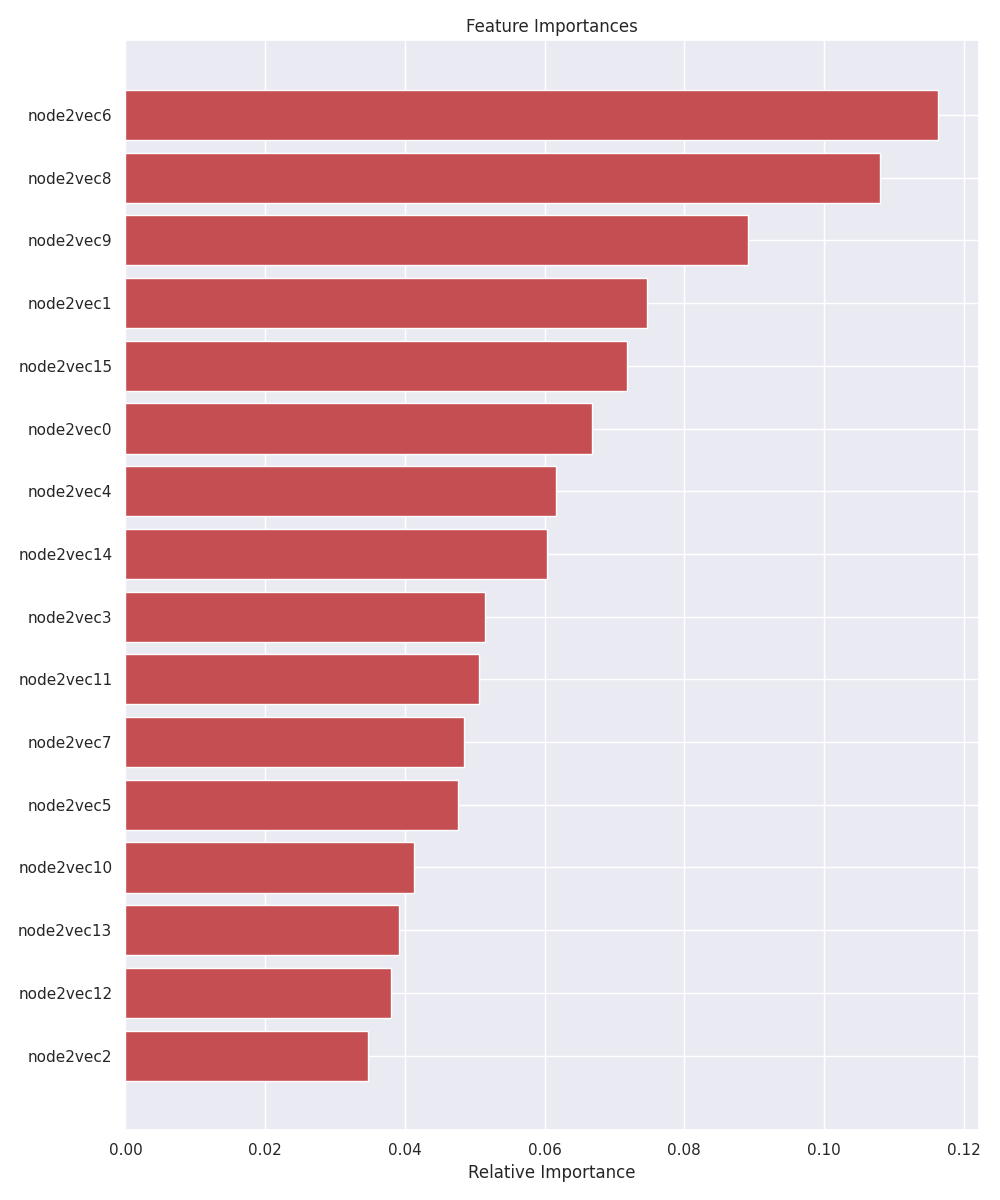 Feature Importances
node2vec6
node2vec8
node2vec9
node2vec1
node2vec15
node2vec0
node2vec4
node2vec14
node2vec3
node2vec11
node2vec7
node2vec5
node2vec10
node2vec13
node2vec12
node2vec2
0.00 0.02 0.04 0.06 0.08 0.10 0.12
Relative Importance